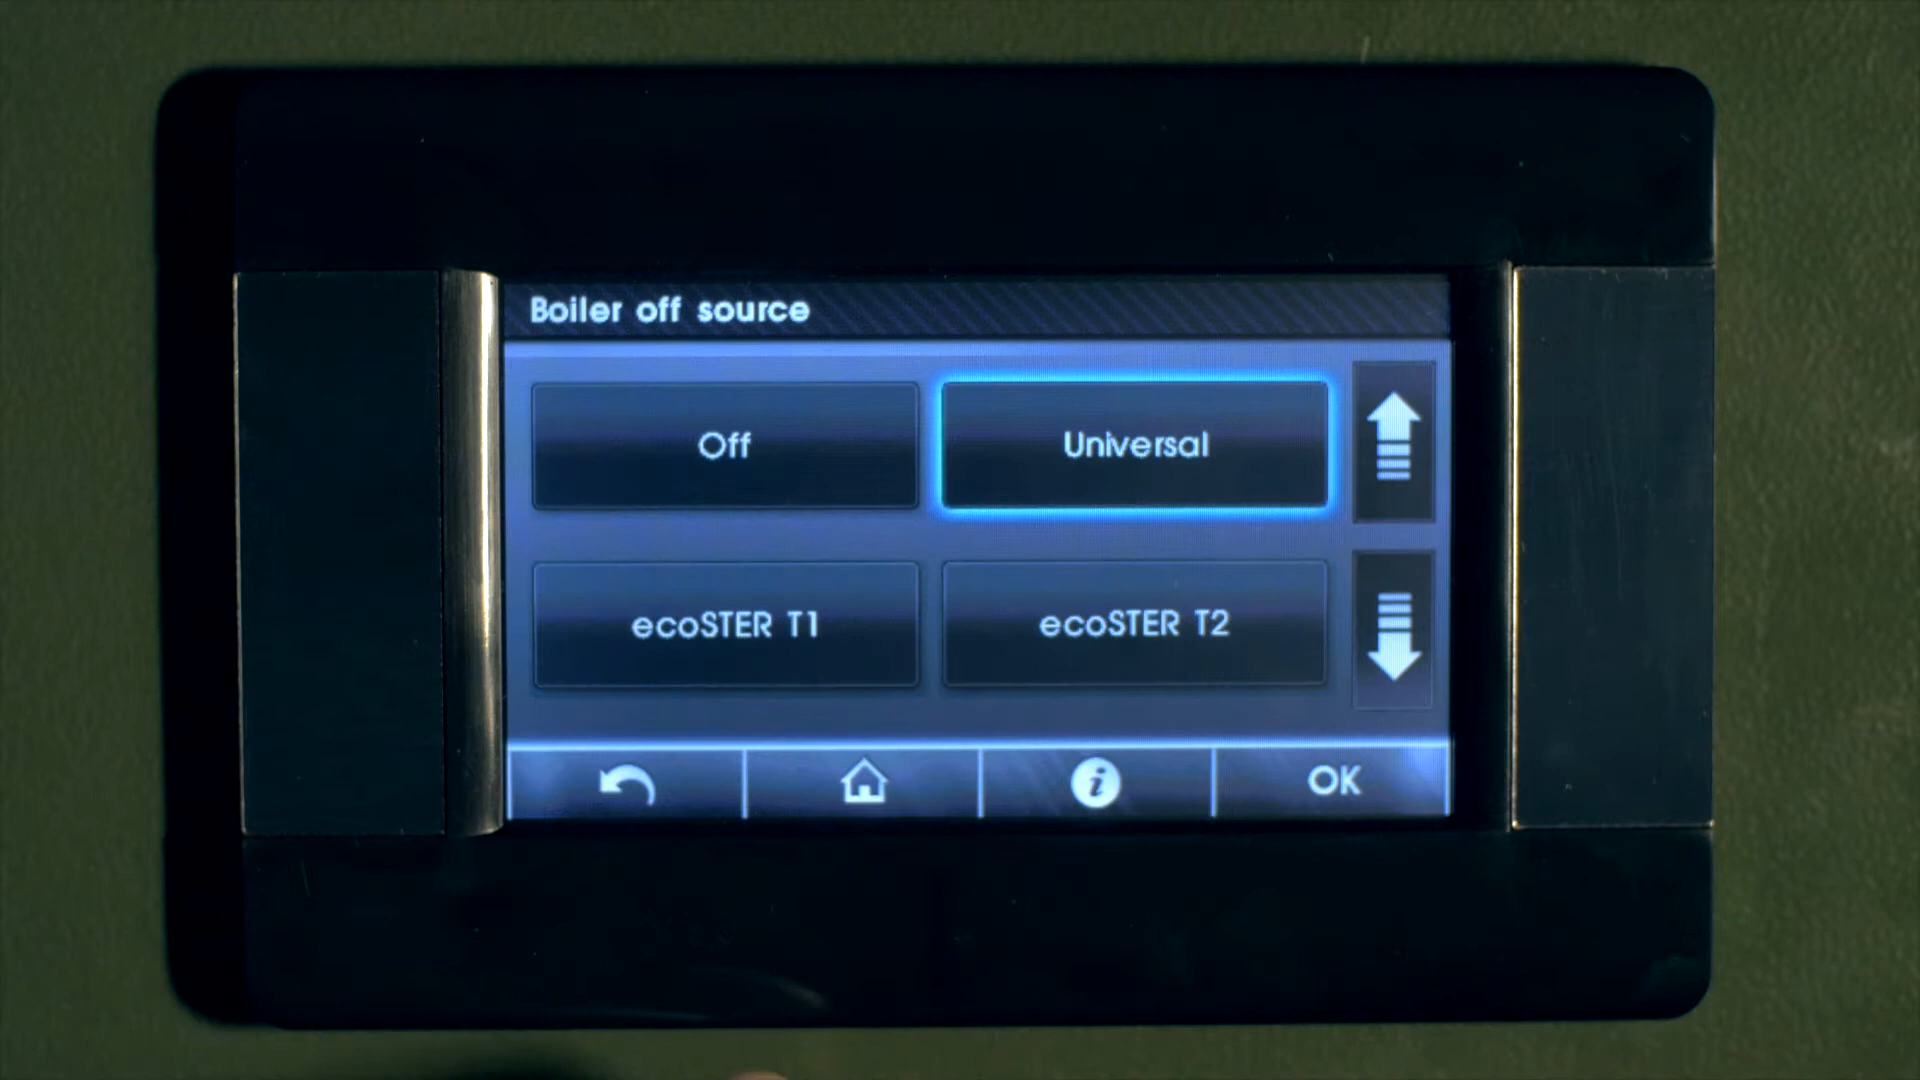 Boiler off source
Off
Universal
ecoSTER T1
ecoSTER T2
OK